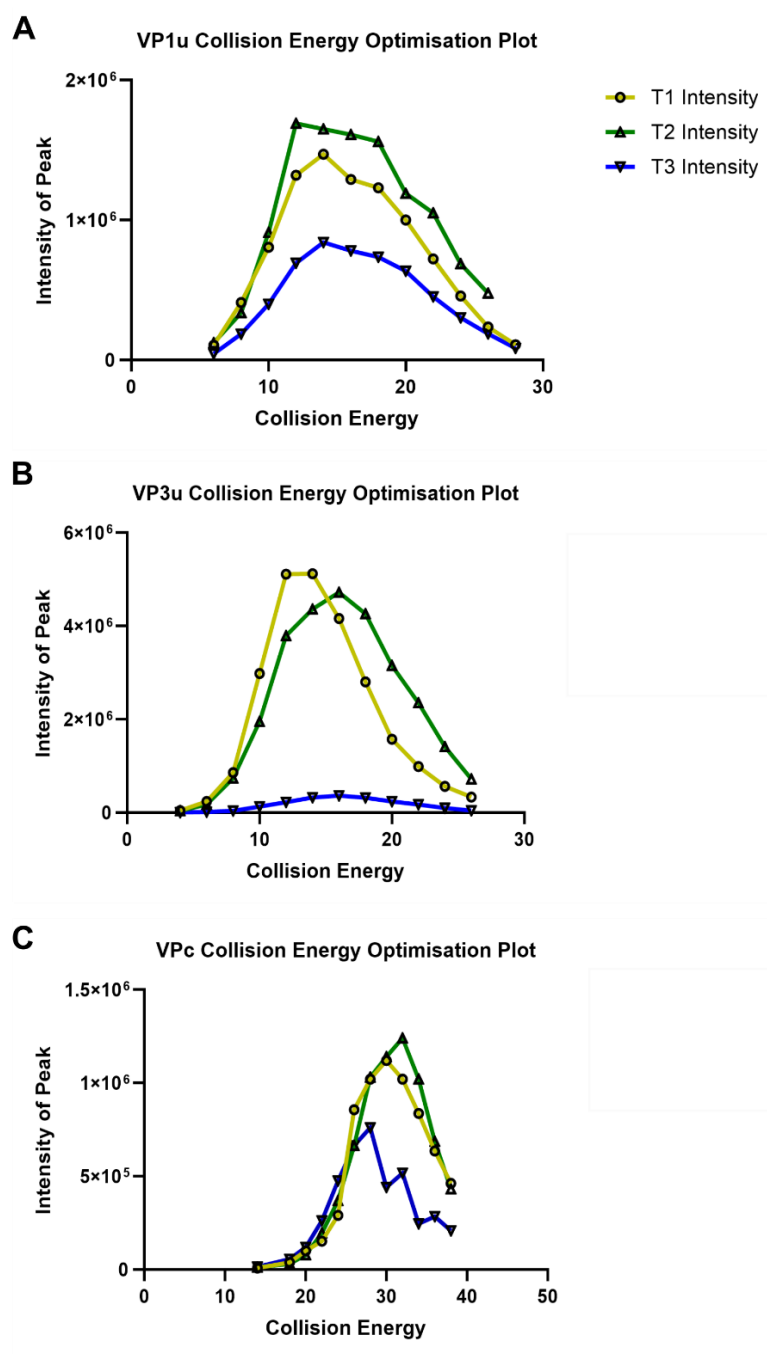 A
VP1u Collision Energy Optimisation Plot
2×10⁶
1×10⁶
0
Intensity of Peak
0 10 20 30
Collision Energy
T1 Intensity
T2 Intensity
T3 Intensity
B
VP3u Collision Energy Optimisation Plot
6×10⁶
4×10⁶
2×10⁶
0
Intensity of Peak
0 10 20 30
Collision Energy
C
VPc Collision Energy Optimisation Plot
1.5×10⁶
1×10⁶
5×10⁵
0
Intensity of Peak
0 10 20 30 40 50
Collision Energy